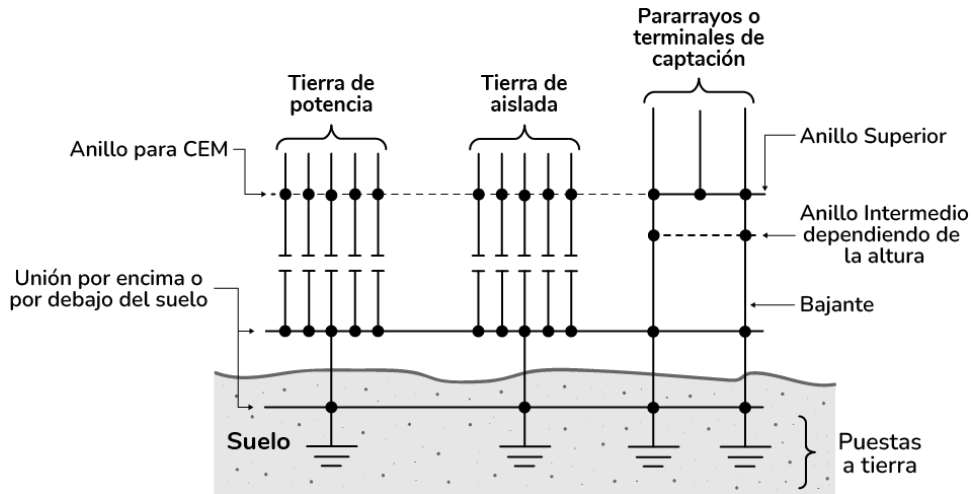 Pararrayos o
terminales de
captación
Tierra de
potencia
Tierra de
aislada
Anillo para CEM
Anillo Superior
Anillo Intermedio
dependiendo de
la altura
Unión por encima o
por debajo del suelo
Bajante
Suelo
Puestas
a tierra